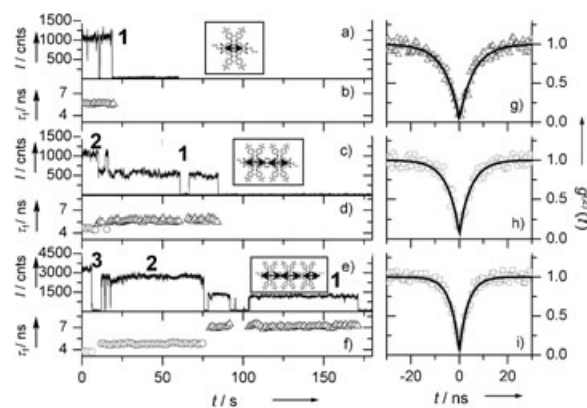 I / cnts
1500
1000
500
0
1
a)
τf/ ns
7
4
b)
I / cnts
1500
1000
500
0
2
1
c)
τf/ ns
7
4
d)
I / cnts
4500
3000
1500
0
3
2
1
e)
τf/ ns
7
4
f)
0
50
100
150
t / s
1.0
0.5
0.0
g)
1.0
0.5
0.0
h)
1.0
0.5
0.0
i)
g(2)(t)
-20
0
20
t / ns